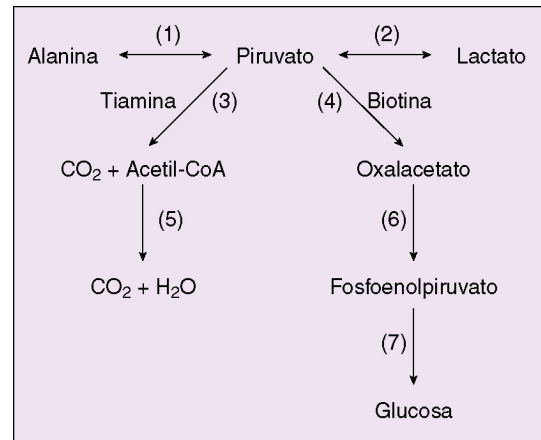 (1) (2)
Alanina Piruvato Lactato
Tiamina (3) (4) Biotina
CO2 + Acetil-CoA Oxalacetato
(5) (6)
CO2 + H2O Fosfoenolpiruvato
(7)
Glucosa